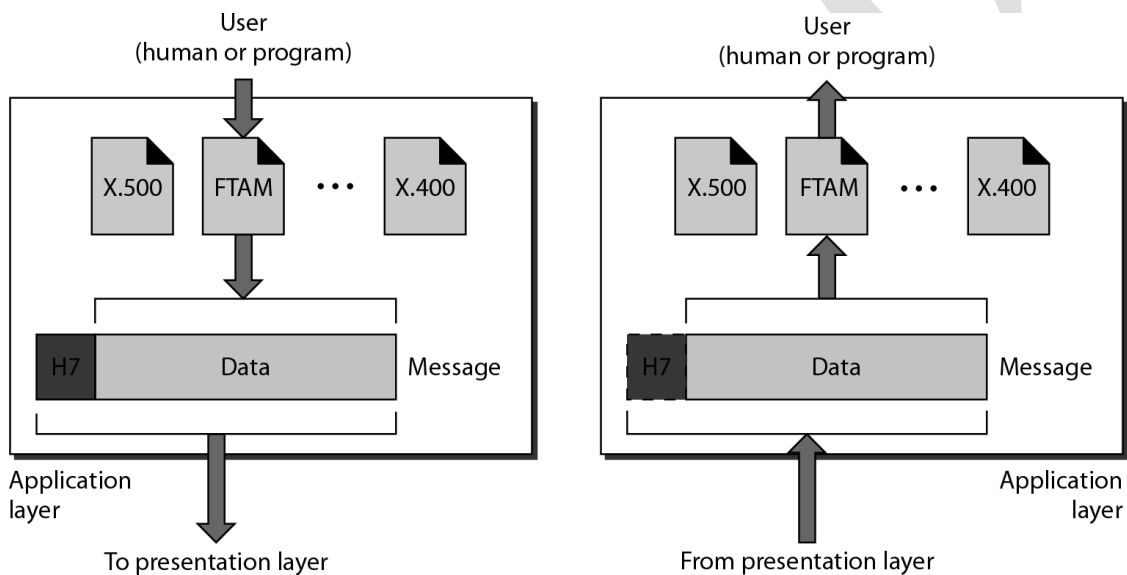 User
(human or program)
X.500
FTAM
•••
X.400
H7
Data
Message
Application
layer
To presentation layer
User
(human or program)
X.500
FTAM
•••
X.400
H7
Data
Message
Application
layer
From presentation layer